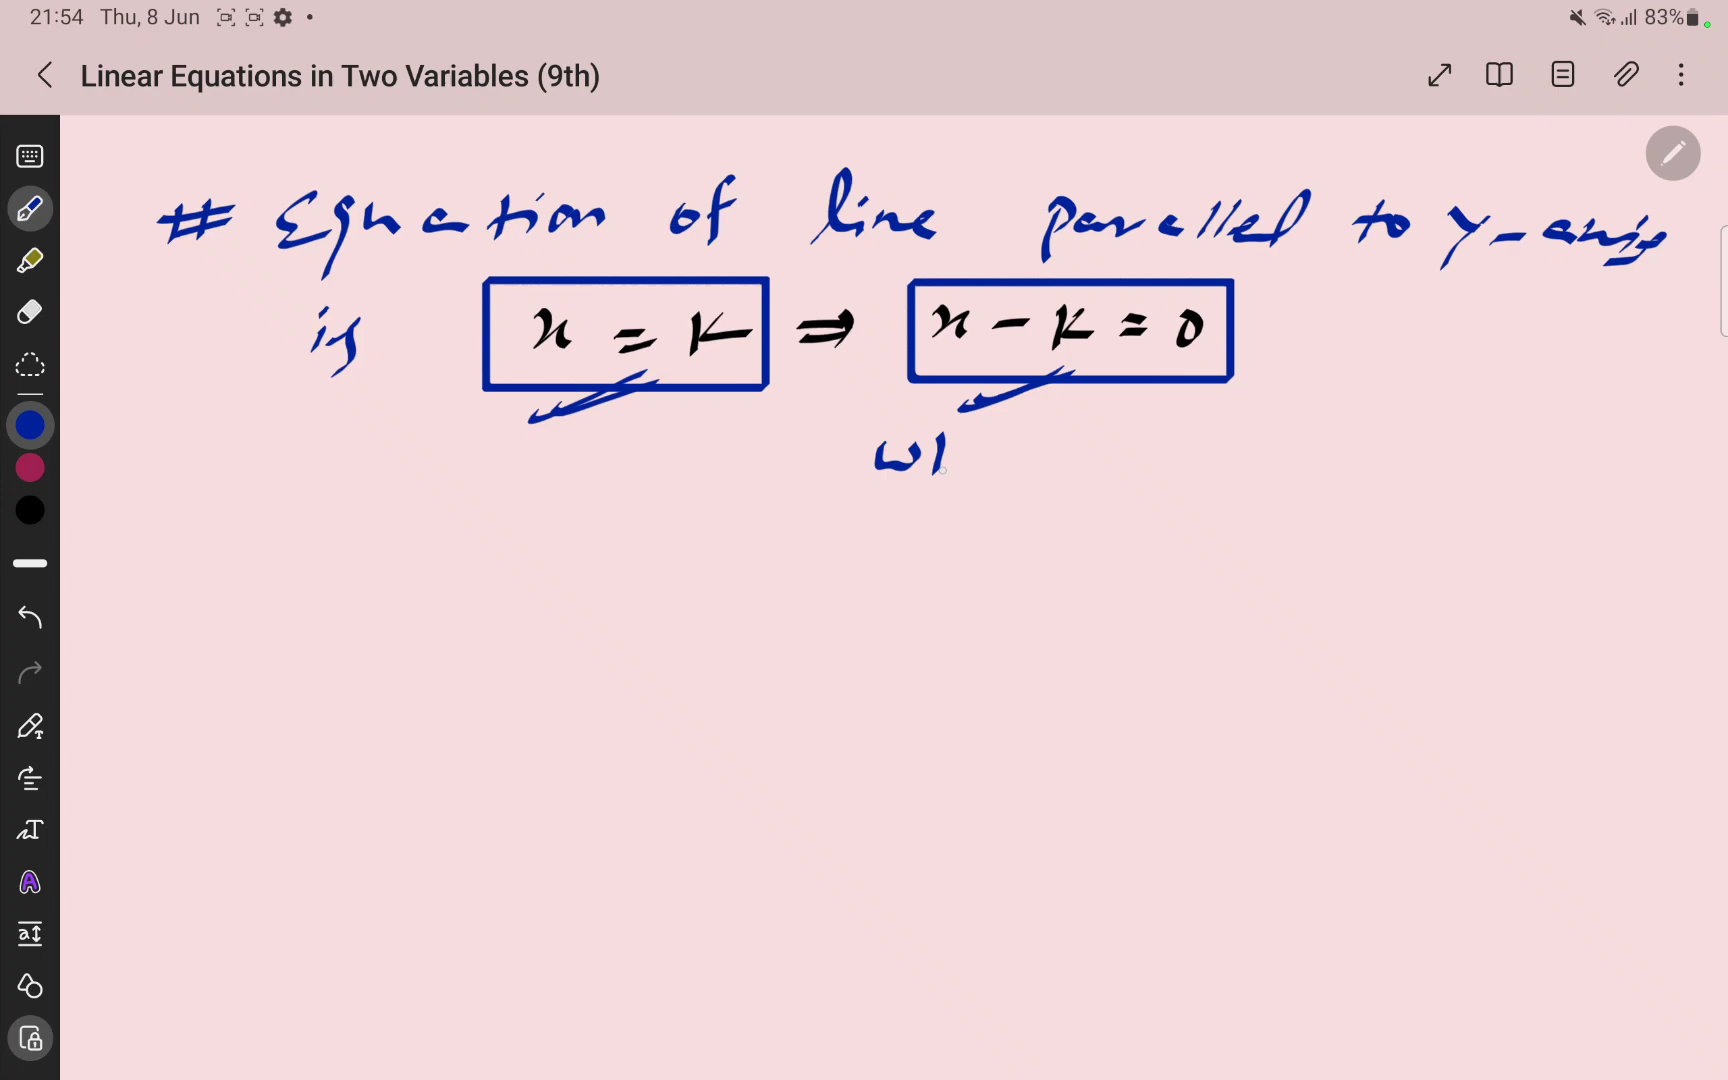 21:54 Thu, 8 Jun 83%
Linear Equations in Two Variables (9th)
# Equation of line parallel to y-axis
is x = k ⇒ x - k = 0